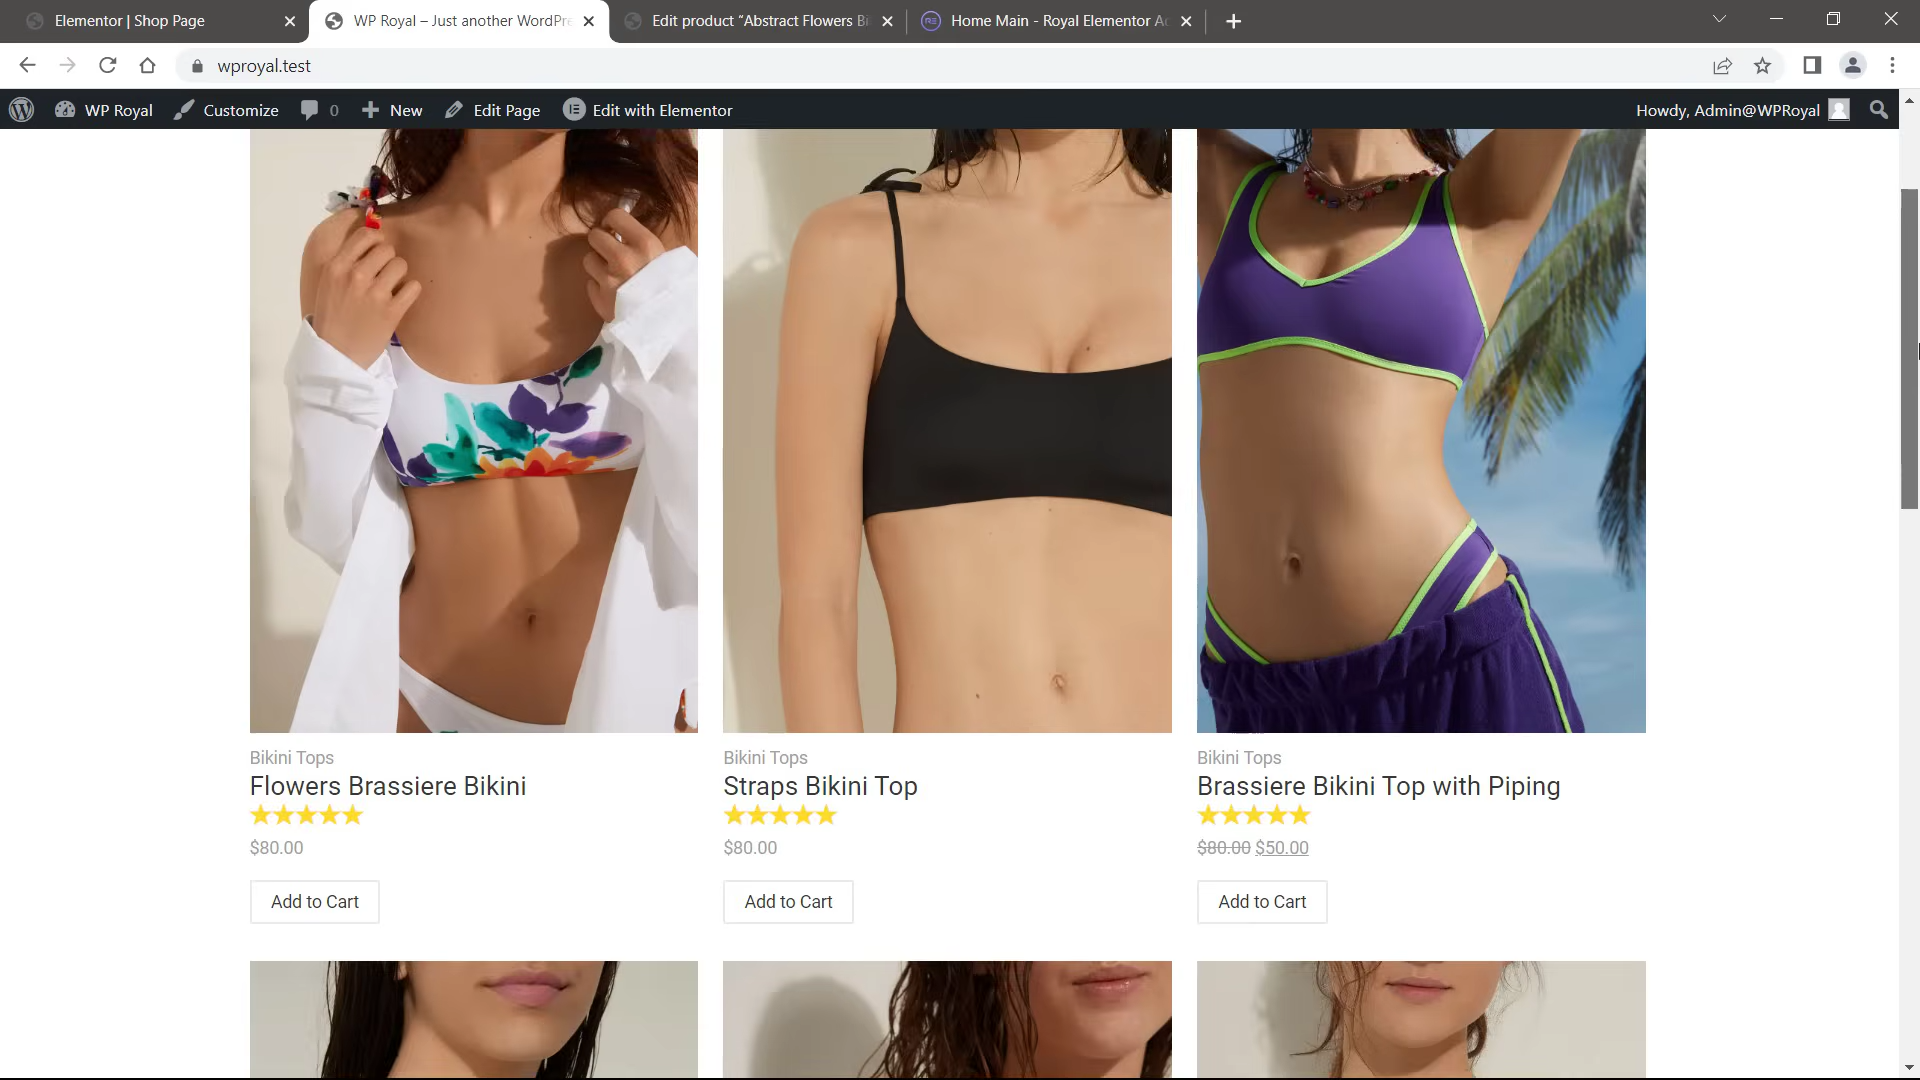 Elementor | Shop Page
WP Royal – Just another WordPre
Edit product “Abstract Flowers Bi
Home Main - Royal Elementor Ad
wproyal.test
WP Royal
Customize
0
New
Edit Page
Edit with Elementor
Howdy, Admin@WPRoyal
Bikini Tops
Flowers Brassiere Bikini
$80.00
Add to Cart
Bikini Tops
Straps Bikini Top
$80.00
Add to Cart
Bikini Tops
Brassiere Bikini Top with Piping
$80.00 $50.00
Add to Cart